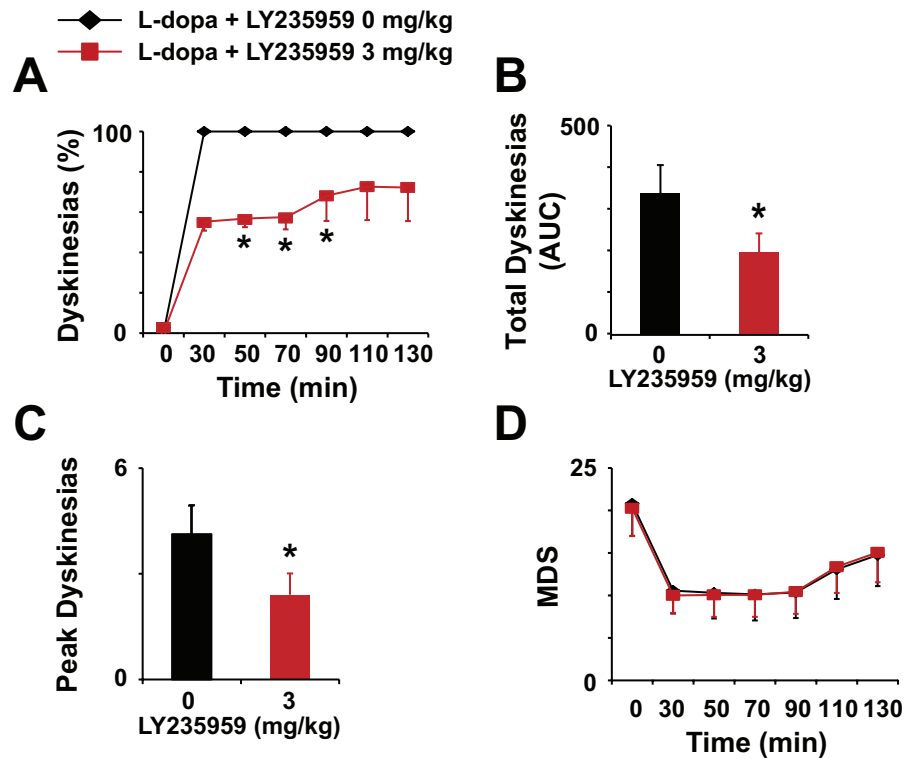 L-dopa + LY235959 0 mg/kg
L-dopa + LY235959 3 mg/kg
A
Dyskinesias (%)
100
0
0 30 50 70 90 110 130
* * *
Time (min)
B
Total Dyskinesias
(AUC)
500
0
*
0 3
LY235959 (mg/kg)
C
Peak Dyskinesias
6
0
*
0 3
LY235959 (mg/kg)
D
MDS
25
0
0 30 50 70 90 110 130
Time (min)